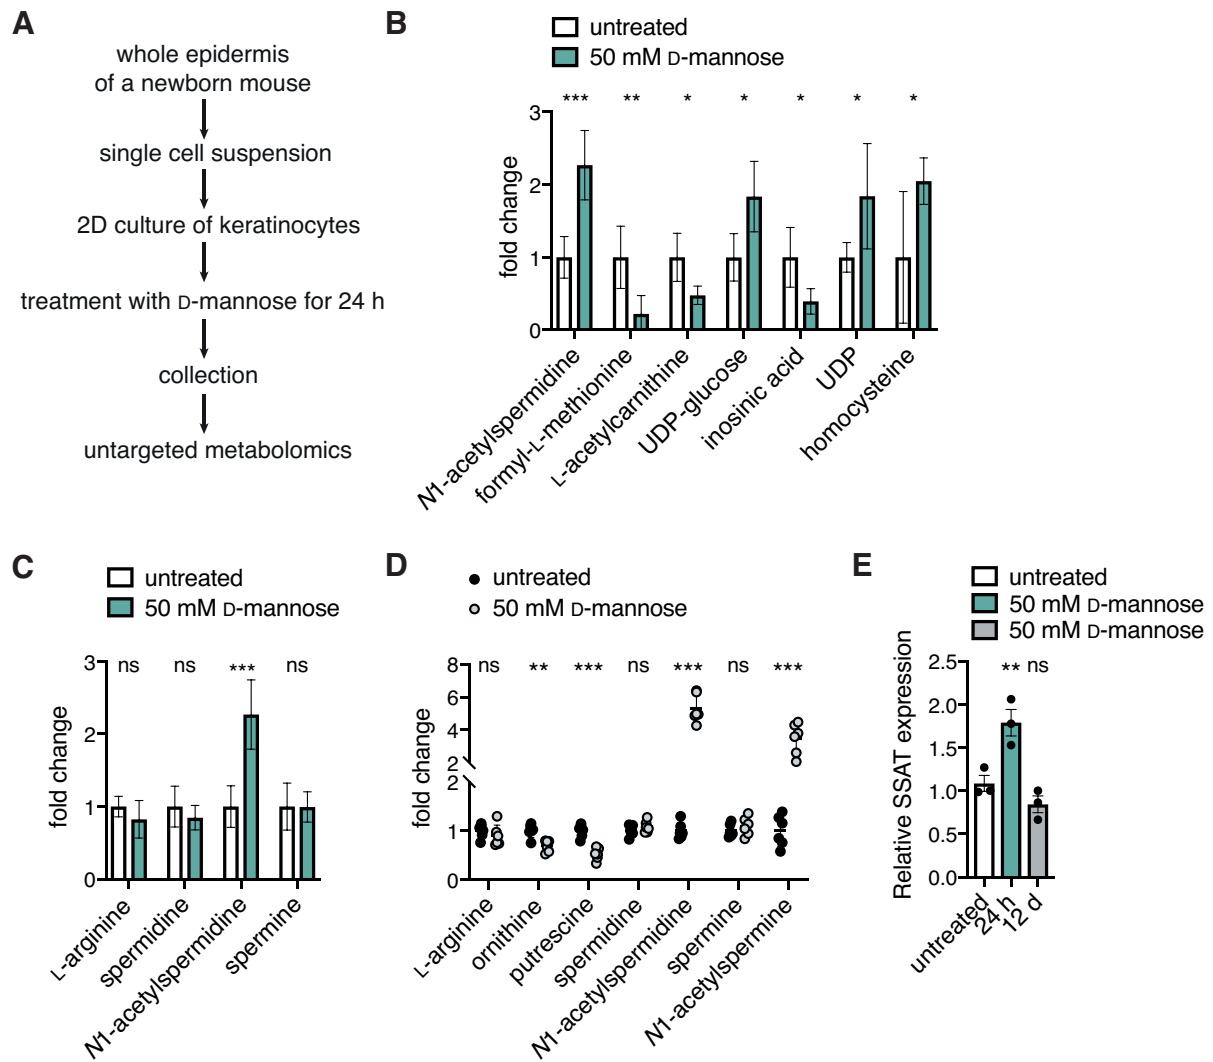 A
whole epidermis
of a newborn mouse
single cell suspension
2D culture of keratinocytes
treatment with D-mannose for 24 h
collection
untargeted metabolomics
B
untreated
50 mM D-mannose
*** ** * * * * *
fold change
3
2
1
0
N1-acetylspermidine
formyl-L-methionine
L-acetylcarnithine
UDP-glucose
inosinic acid
UDP
homocysteine
C
untreated
50 mM D-mannose
ns ns *** ns
fold change
3
2
1
0
L-arginine
spermidine
N1-acetylspermidine
spermine
D
untreated
50 mM D-mannose
ns ** *** ns *** ns ***
fold change
8
6
4
2
2
1
0
L-arginine
ornithine
putrescine
spermidine
N1-acetylspermidine
spermine
N1-acetylspermine
E
untreated
50 mM D-mannose
50 mM D-mannose
** ns
Relative SSAT expression
2.5
2.0
1.5
1.0
0.5
0.0
untreated
24 h
12 d